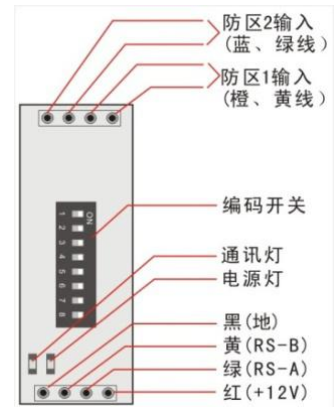 防区2输入
(蓝、绿线)
防区1输入
(橙、黄线)
ON
1
2
3
4
5
6
7
8
编码开关
通讯灯
电源灯
黑(地)
黄(RS-B)
绿(RS-A)
红(+12V)